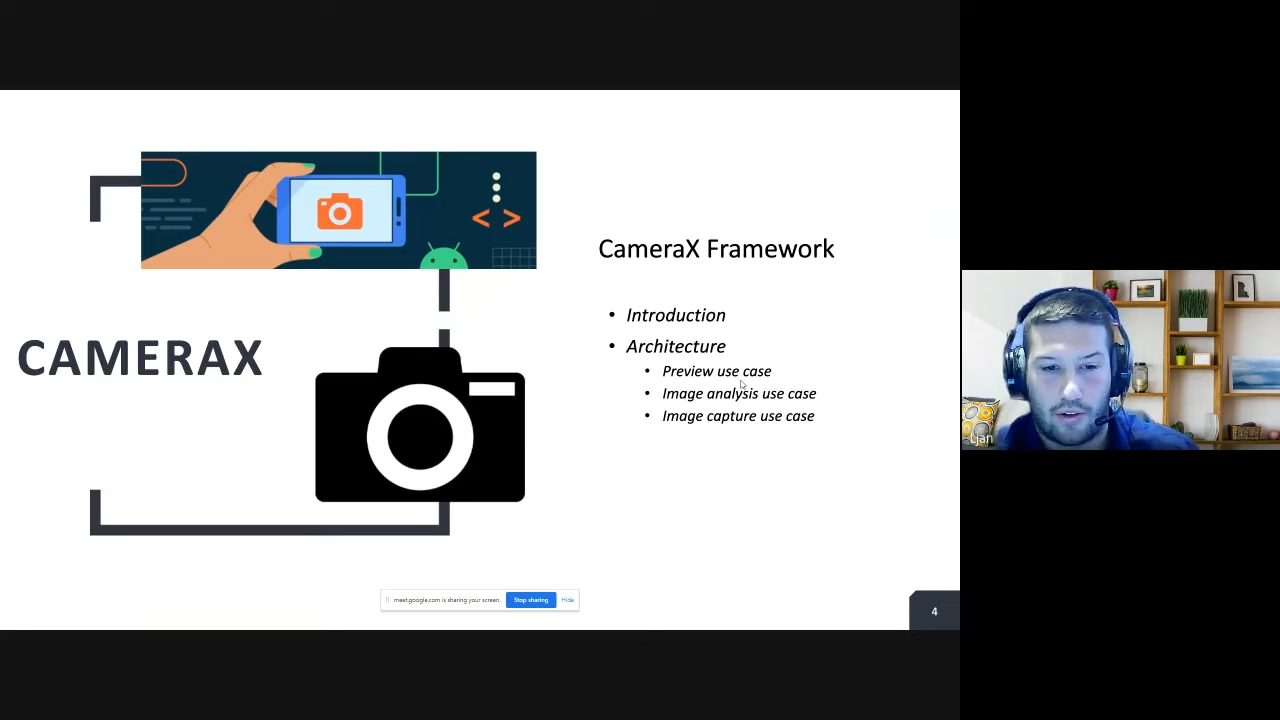 CAMERAX
< >
CameraX Framework
• Introduction
• Architecture
• Preview use case
• Image analysis use case
• Image capture use case
meet.google.com is sharing your screen. Stop sharing Hide
4